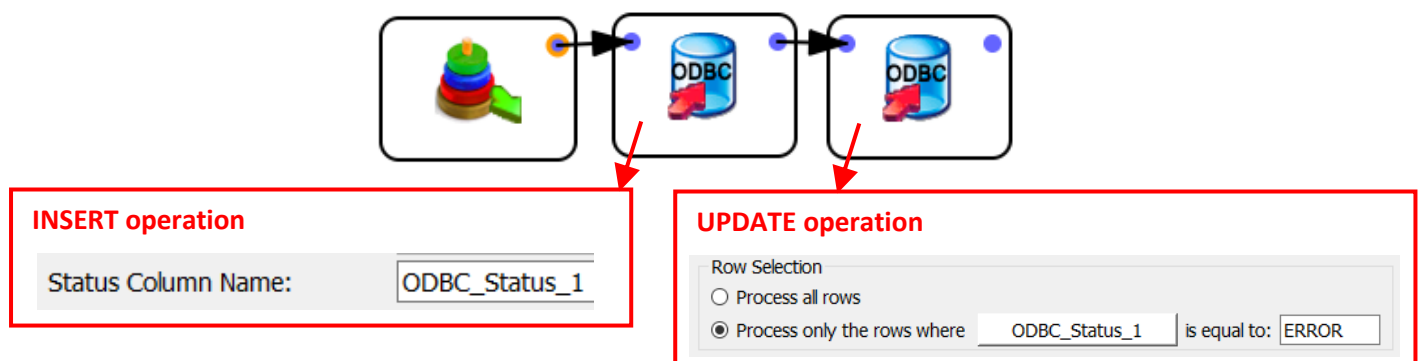 ODBC
ODBC
INSERT operation
Status Column Name: ODBC_Status_1
UPDATE operation
Row Selection
Process all rows
Process only the rows where ODBC_Status_1 is equal to: ERROR